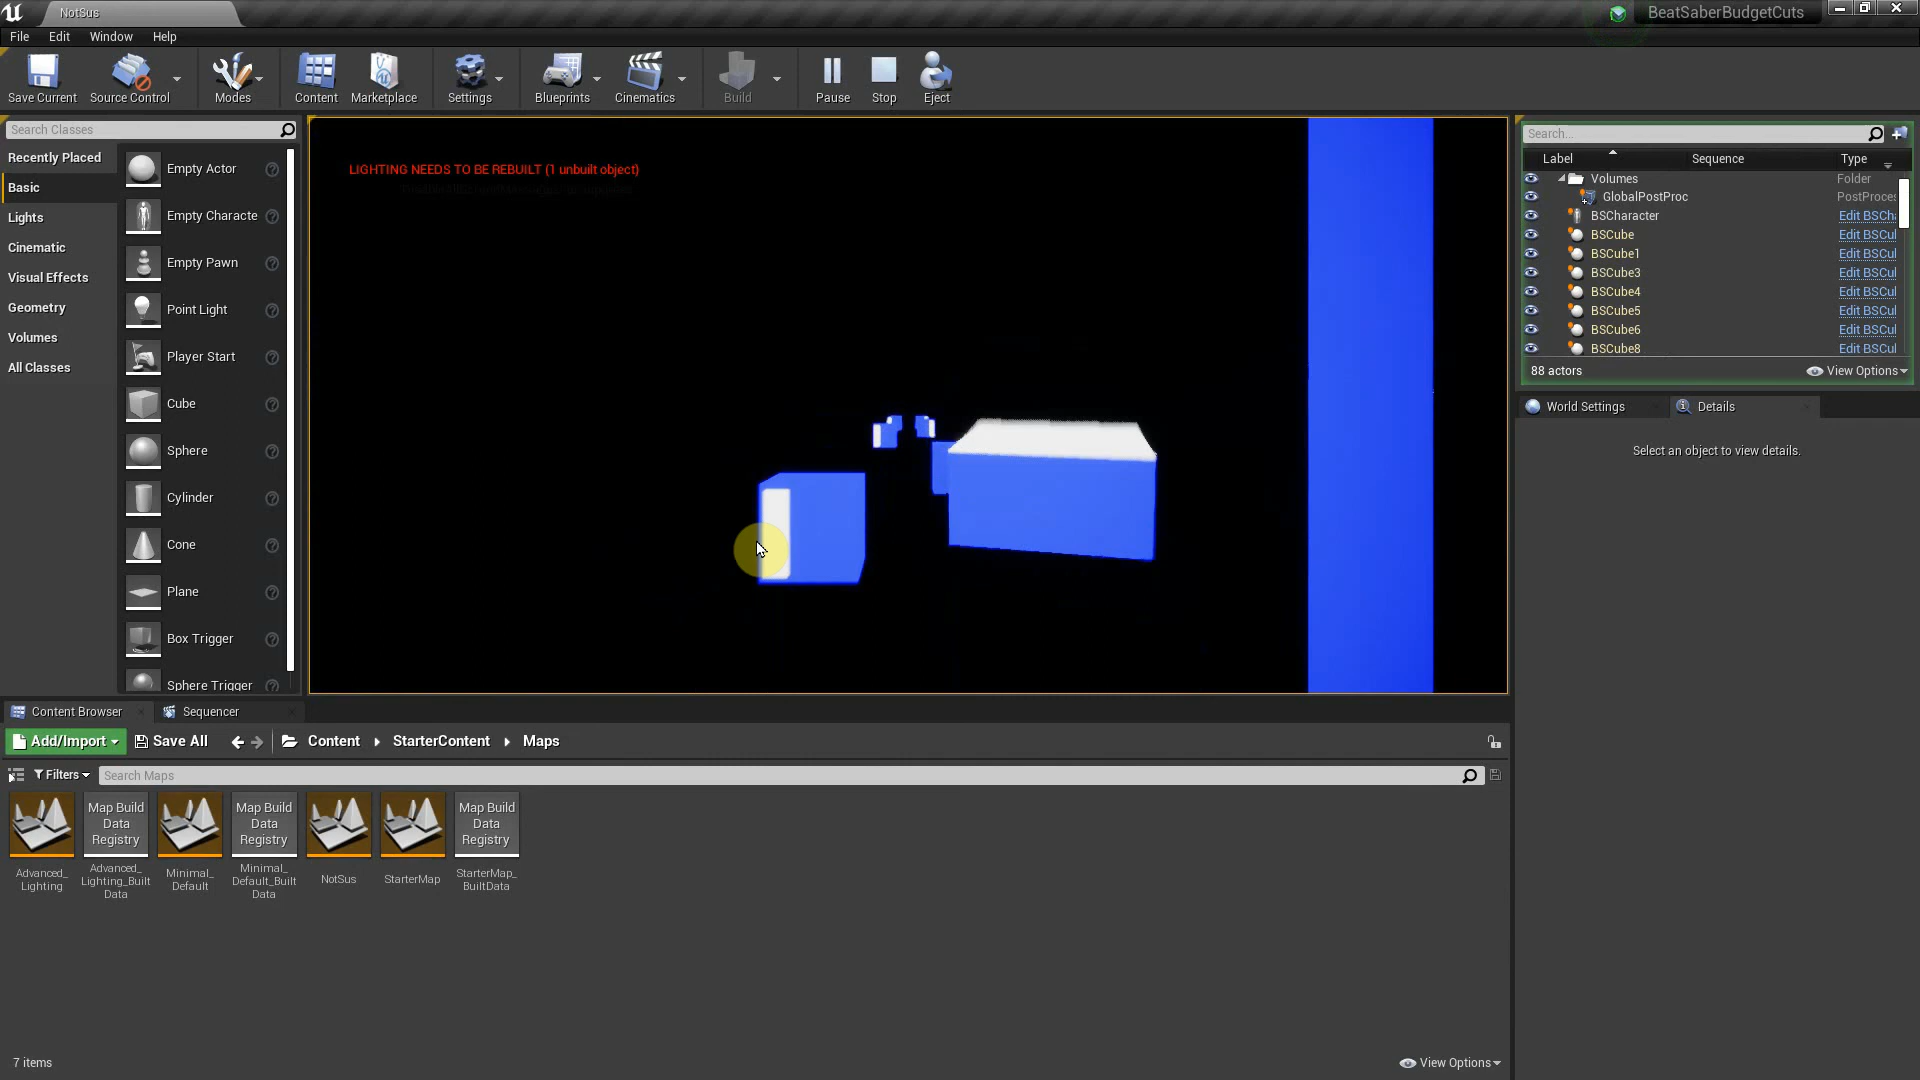 NotSus
BeatSaberBudgetCuts
File Edit Window Help
Save Current Source Control Modes Content Marketplace Settings Blueprints Cinematics Build Pause Stop Eject
Search Classes
Recently Placed
Basic
Lights
Cinematic
Visual Effects
Geometry
Volumes
All Classes
Empty Actor
Empty Characte
Empty Pawn
Point Light
Player Start
Cube
Sphere
Cylinder
Cone
Plane
Box Trigger
Sphere Trigger
LIGHTING NEEDS TO BE REBUILT (1 unbuilt object)
Search...
Label Sequence Type
Volumes Folder
GlobalPostProc PostProces
BSCharacter Edit BSCha
BSCube Edit BSCul
BSCube1 Edit BSCul
BSCube3 Edit BSCul
BSCube4 Edit BSCul
BSCube5 Edit BSCul
BSCube6 Edit BSCul
BSCube8 Edit BSCul
88 actors View Options
World Settings Details
Select an object to view details.
Content Browser Sequencer
Add/Import Save All Content StarterContent Maps
Filters Search Maps
Map Build
Data
Registry
Map Build
Data
Registry
Map Build
Data
Registry
Advanced_
Lighting
Advanced_
Lighting_Built
Data
Minimal_
Default
Minimal_
Default_Built
Data
NotSus
StarterMap
StarterMap_
BuiltData
7 items View Options